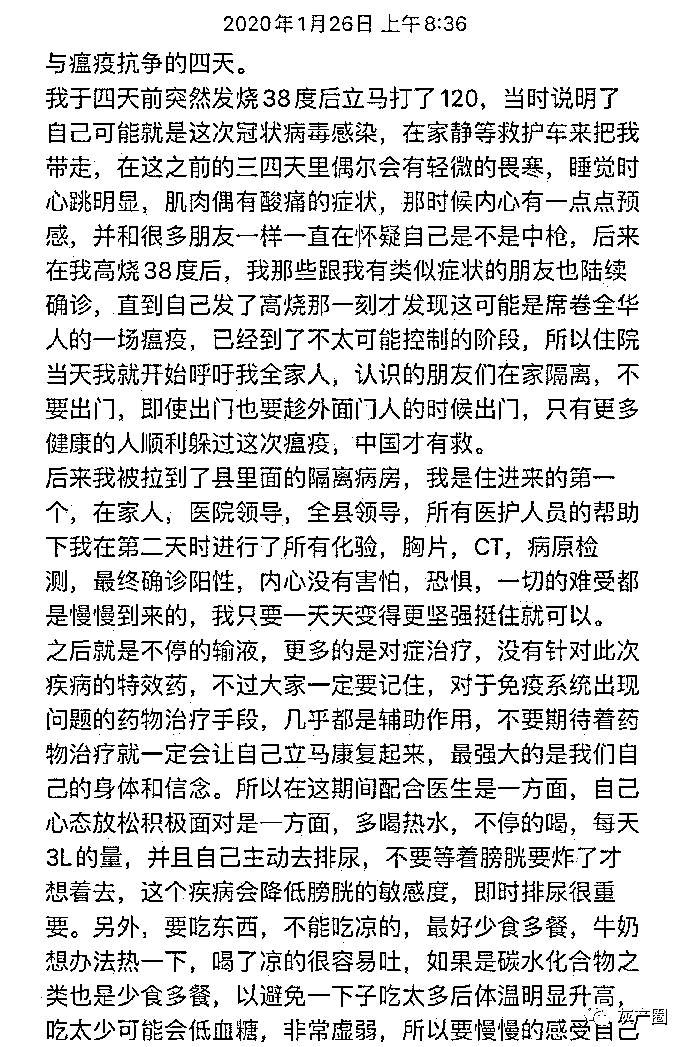 2020年1月26日 上午8:36
与瘟疫抗争的四天。
我于四天前突然发烧38度后立马打了120，当时说明了
自己可能就是这次冠状病毒感染，在家静等救护车来把我
带走，在这之前的三四天里偶尔会有轻微的畏寒，睡觉时
心跳明显，肌肉偶有酸痛的症状，那时候内心有一点点预
感，并和很多朋友一样一直在怀疑自己是不是中枪，后来
在我高烧38度后，我那些跟我有类似症状的朋友也陆续
确诊，直到自己发了高烧那一刻才发现这可能是席卷全华
人的一场瘟疫，已经到了不太可能控制的阶段，所以住院
当天我就开始呼吁我全家人，认识的朋友们在家隔离，不
要出门，即使出门也要趁外面门人的时候出门，只有更多
健康的人顺利躲过这次瘟疫，中国才有救。
后来我被拉到了县里面的隔离病房，我是住进来的第一
个，在家人，医院领导，全县领导，所有医护人员的帮助
下我在第二天时进行了所有化验，胸片，CT，病原检
测，最终确诊阳性，内心没有害怕，恐惧，一切的难受都
是慢慢到来的，我只要一天天变得更坚强挺住就可以。
之后就是不停的输液，更多的是对症治疗，没有针对此次
疾病的特效药，不过大家一定要记住，对于免疫系统出现
问题的药物治疗手段，几乎都是辅助作用，不要期待着药
物治疗就一定会让自己立马康复起来，最强大的是我们自
己的身体和信念。所以在这期间配合医生是一方面，自己
心态放松积极面对是一方面，多喝热水，不停的喝，每天
3L的量，并且自己主动去排尿，不要等着膀胱要炸了才
想着去，这个疾病会降低膀胱的敏感度，即时排尿很重
要。另外，要吃东西，不能吃凉的，最好少食多餐，牛奶
想办法热一下，喝了凉的很容易吐，如果是碳水化合物之
类也是少食多餐，以避免一下子吃太多后体温明显升高，
吃太少可能会低血糖，非常虚弱，所以要慢慢的感受自己
灰产圈